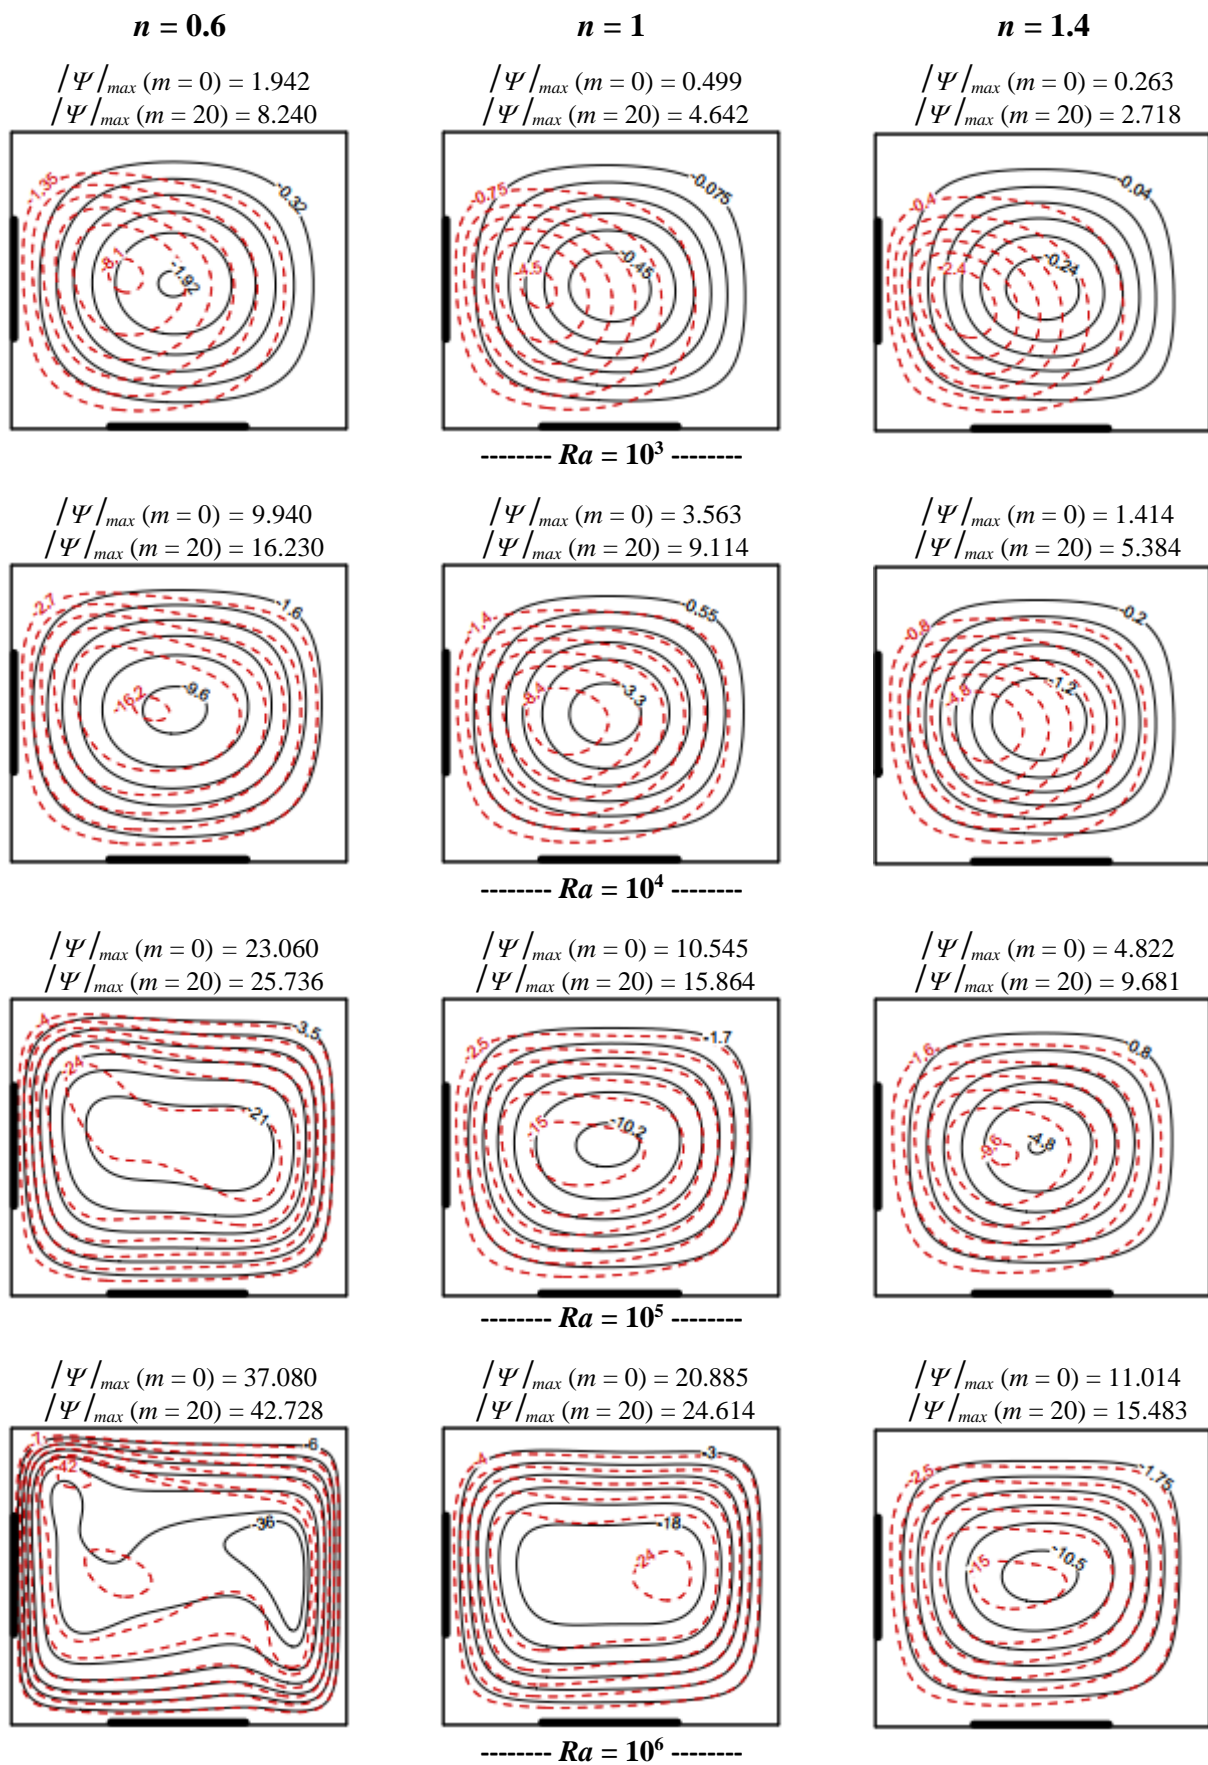 n = 0.6 n = 1 n = 1.4
/Ψ/max (m = 0) = 1.942 /Ψ/max (m = 0) = 0.499 /Ψ/max (m = 0) = 0.263
/Ψ/max (m = 20) = 8.240 /Ψ/max (m = 20) = 4.642 /Ψ/max (m = 20) = 2.718
-1.35 -0.32 -0.75 -0.075 -0.4 -0.04
-8.1 -1.92 -4.5 -0.45 -2.4 -0.24
-------- Ra = 10³ --------
/Ψ/max (m = 0) = 9.940 /Ψ/max (m = 0) = 3.563 /Ψ/max (m = 0) = 1.414
/Ψ/max (m = 20) = 16.230 /Ψ/max (m = 20) = 9.114 /Ψ/max (m = 20) = 5.384
-2.7 -1.6 -1.4 -0.55 -0.8 -0.2
-16.2 -9.6 -8.4 -3.3 -4.8 -1.2
-------- Ra = 10⁴ --------
/Ψ/max (m = 0) = 23.060 /Ψ/max (m = 0) = 10.545 /Ψ/max (m = 0) = 4.822
/Ψ/max (m = 20) = 25.736 /Ψ/max (m = 20) = 15.864 /Ψ/max (m = 20) = 9.681
-4 -3.5 -2.5 -1.7 -1.6 -0.8
-24 -21 -15 -10.2 -9.6 -4.8
-------- Ra = 10⁵ --------
/Ψ/max (m = 0) = 37.080 /Ψ/max (m = 0) = 20.885 /Ψ/max (m = 0) = 11.014
/Ψ/max (m = 20) = 42.728 /Ψ/max (m = 20) = 24.614 /Ψ/max (m = 20) = 15.483
-7 -6 -4 -3 -2.5 -1.75
-42 -36 -24 -18 -15 -10.5
-------- Ra = 10⁶ --------